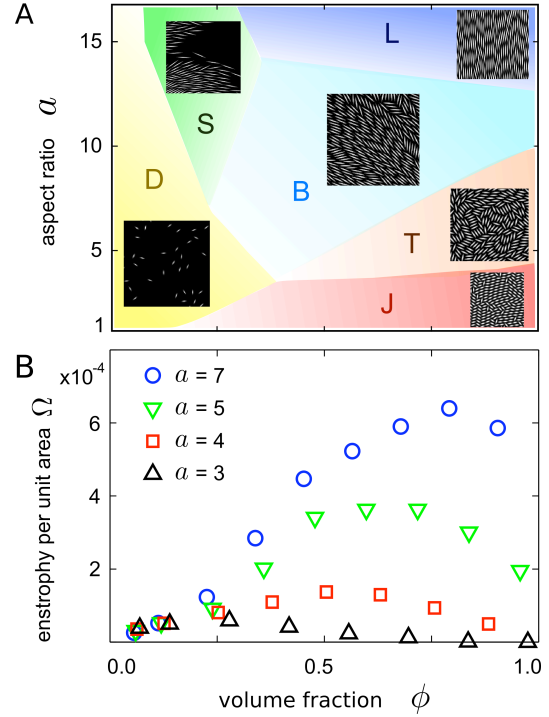 A
aspect ratio a
15
10
5
1
D
S
B
L
T
J
B
x10⁻⁴
enstrophy per unit area Ω
6
4
2
a = 7
a = 5
a = 4
a = 3
0.0 0.5 1.0
volume fraction ϕ